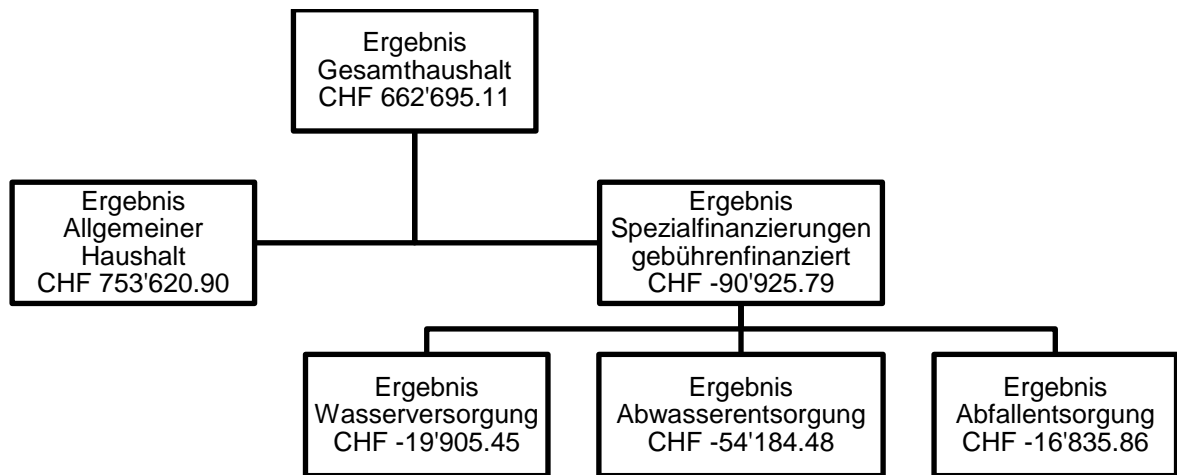 Ergebnis
Gesamthaushalt
CHF 662'695.11
Ergebnis
Allgemeiner
Haushalt
CHF 753'620.90
Ergebnis
Spezialfinanzierungen
gebührenfinanziert
CHF -90'925.79
Ergebnis
Wasserversorgung
CHF -19'905.45
Ergebnis
Abwasserentsorgung
CHF -54'184.48
Ergebnis
Abfallentsorgung
CHF -16'835.86